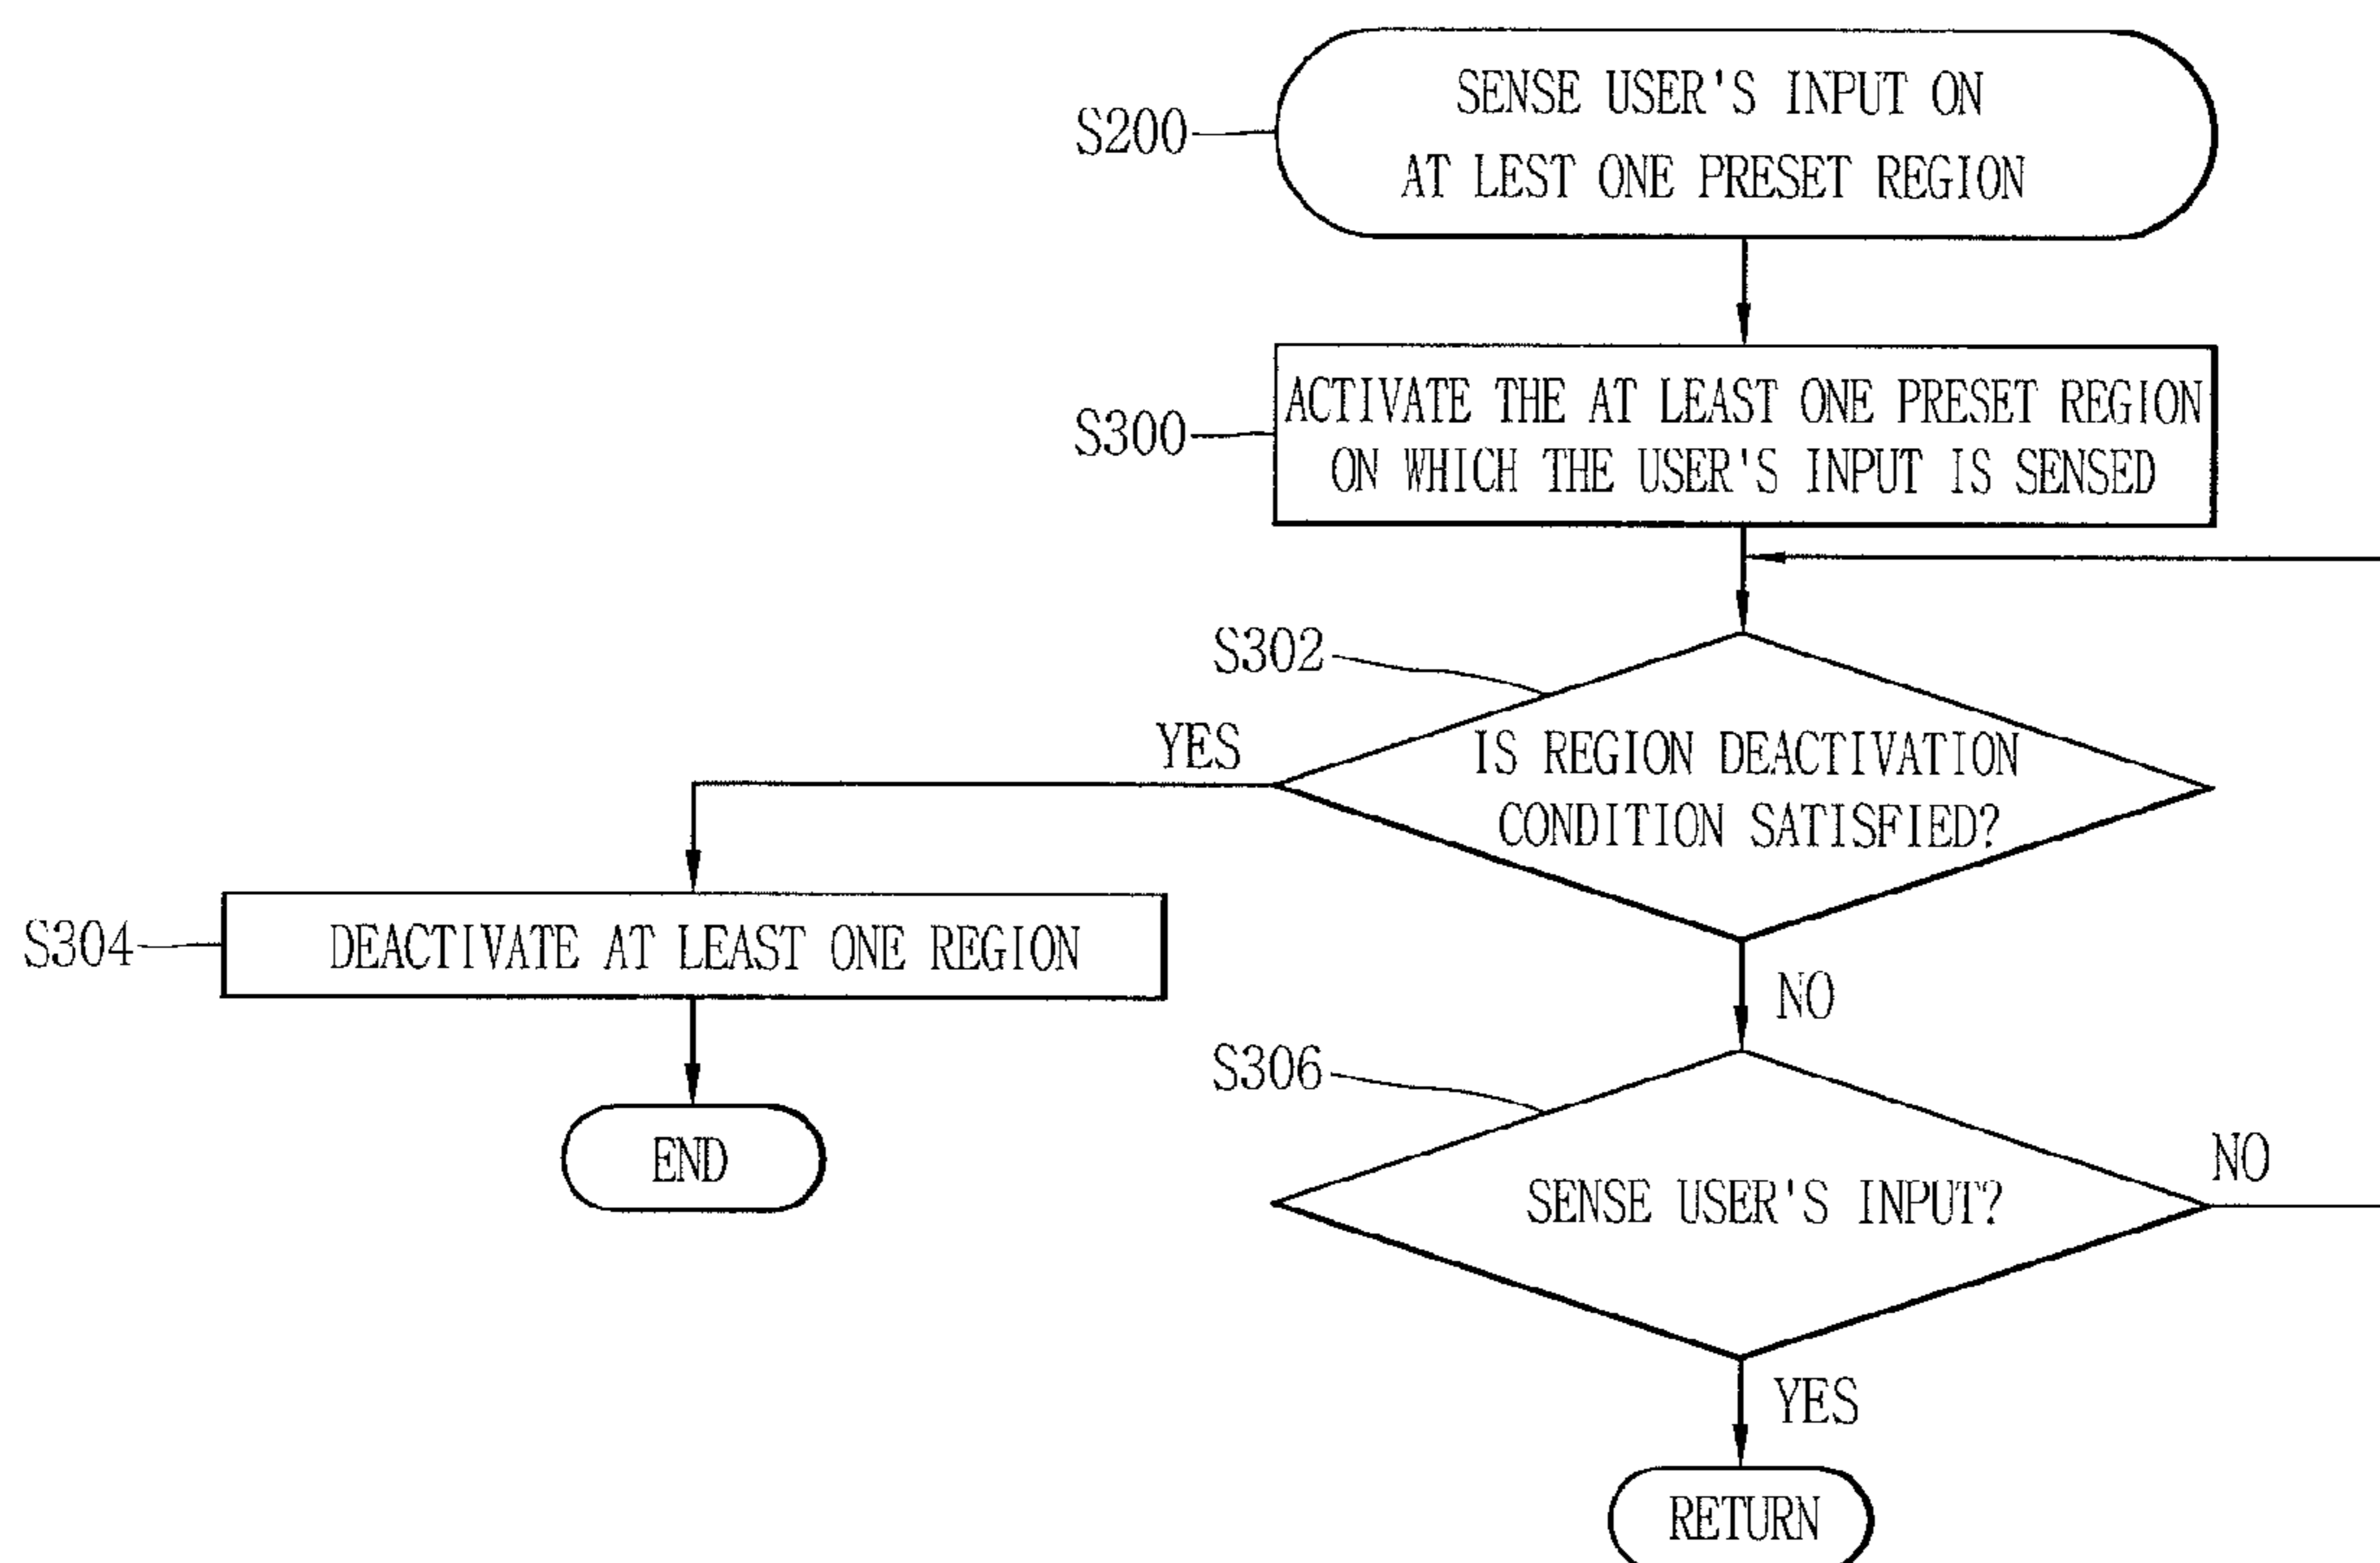 S200
SENSE USER'S INPUT ON
AT LEST ONE PRESET REGION
S300
ACTIVATE THE AT LEAST ONE PRESET REGION
ON WHICH THE USER'S INPUT IS SENSED
S302
YES
IS REGION DEACTIVATION
CONDITION SATISFIED?
S304
DEACTIVATE AT LEAST ONE REGION
NO
S306
END
SENSE USER'S INPUT?
NO
YES
RETURN